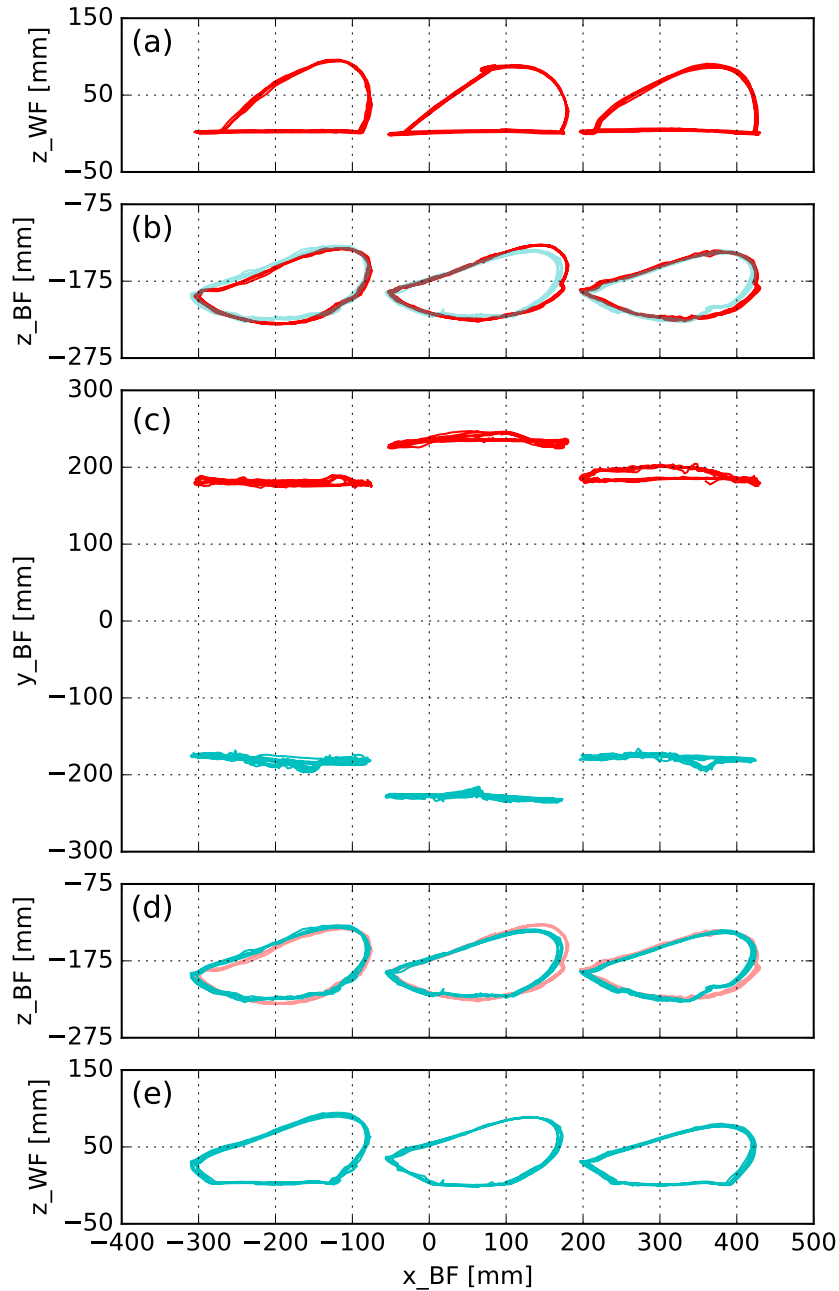 (a)
z_WF [mm]
150
50
−50
(b)
z_BF [mm]
−75
−175
−275
(c)
y_BF [mm]
300
200
100
0
−100
−200
−300
(d)
z_BF [mm]
−75
−175
−275
(e)
z_WF [mm]
150
50
−50
−400 −300 −200 −100 0 100 200 300 400 500
x_BF [mm]